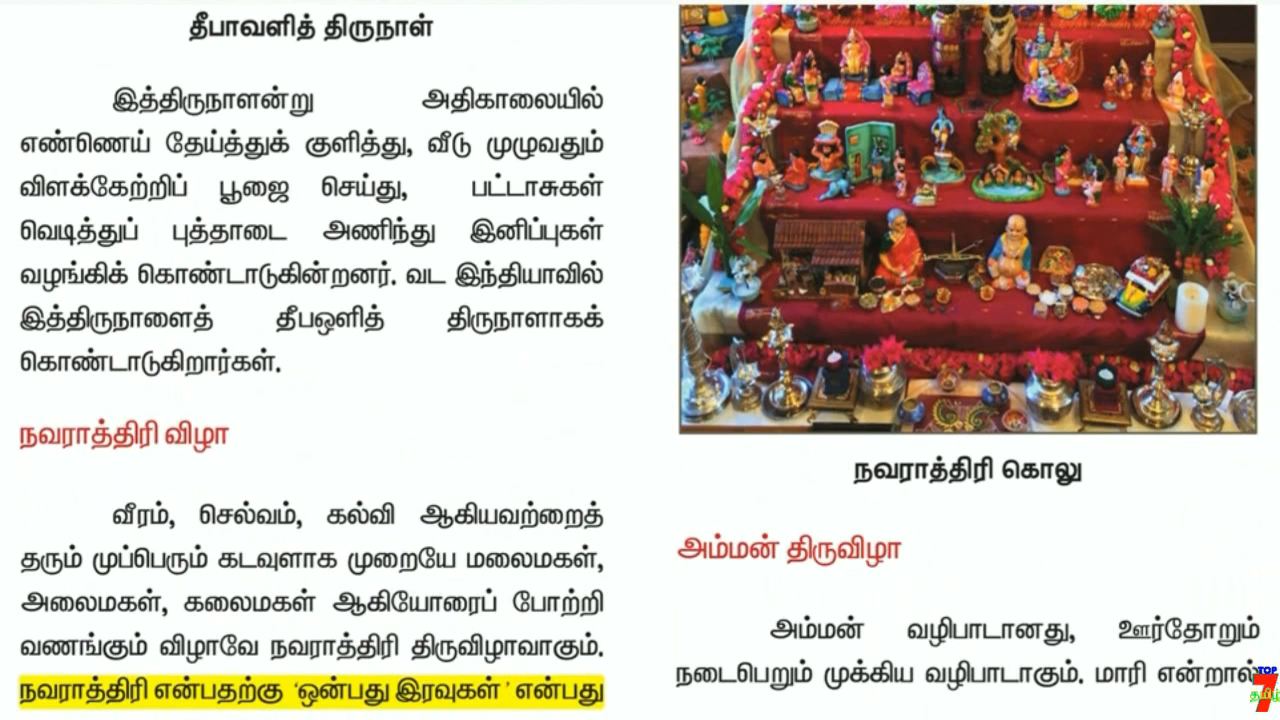 தீபாவளித் திருநாள்
இத்திருநாளன்று அதிகாலையில்
எண்ணெய் தேய்த்துக் குளித்து, வீடு முழுவதும்
விளக்கேற்றிப் பூஜை செய்து, பட்டாசுகள்
வெடித்துப் புத்தாடை அணிந்து இனிப்புகள்
வழங்கிக் கொண்டாடுகின்றனர். வட இந்தியாவில்
இத்திருநாளைத் தீபஒளித் திருநாளாகக்
கொண்டாடுகிறார்கள்.
நவராத்திரி விழா
வீரம், செல்வம், கல்வி ஆகியவற்றைத்
தரும் முப்பெரும் கடவுளாக முறையே மலைமகள்,
அலைமகள், கலைமகள் ஆகியோரைப் போற்றி
வணங்கும் விழாவே நவராத்திரி திருவிழாவாகும்.
நவராத்திரி என்பதற்கு 'ஒன்பது இரவுகள்' என்பது
நவராத்திரி கொலு
அம்மன் திருவிழா
அம்மன் வழிபாடானது, ஊர்தோறும்
நடைபெறும் முக்கிய வழிபாடாகும். மாரி என்றால்
TOP
7
தமிழ்